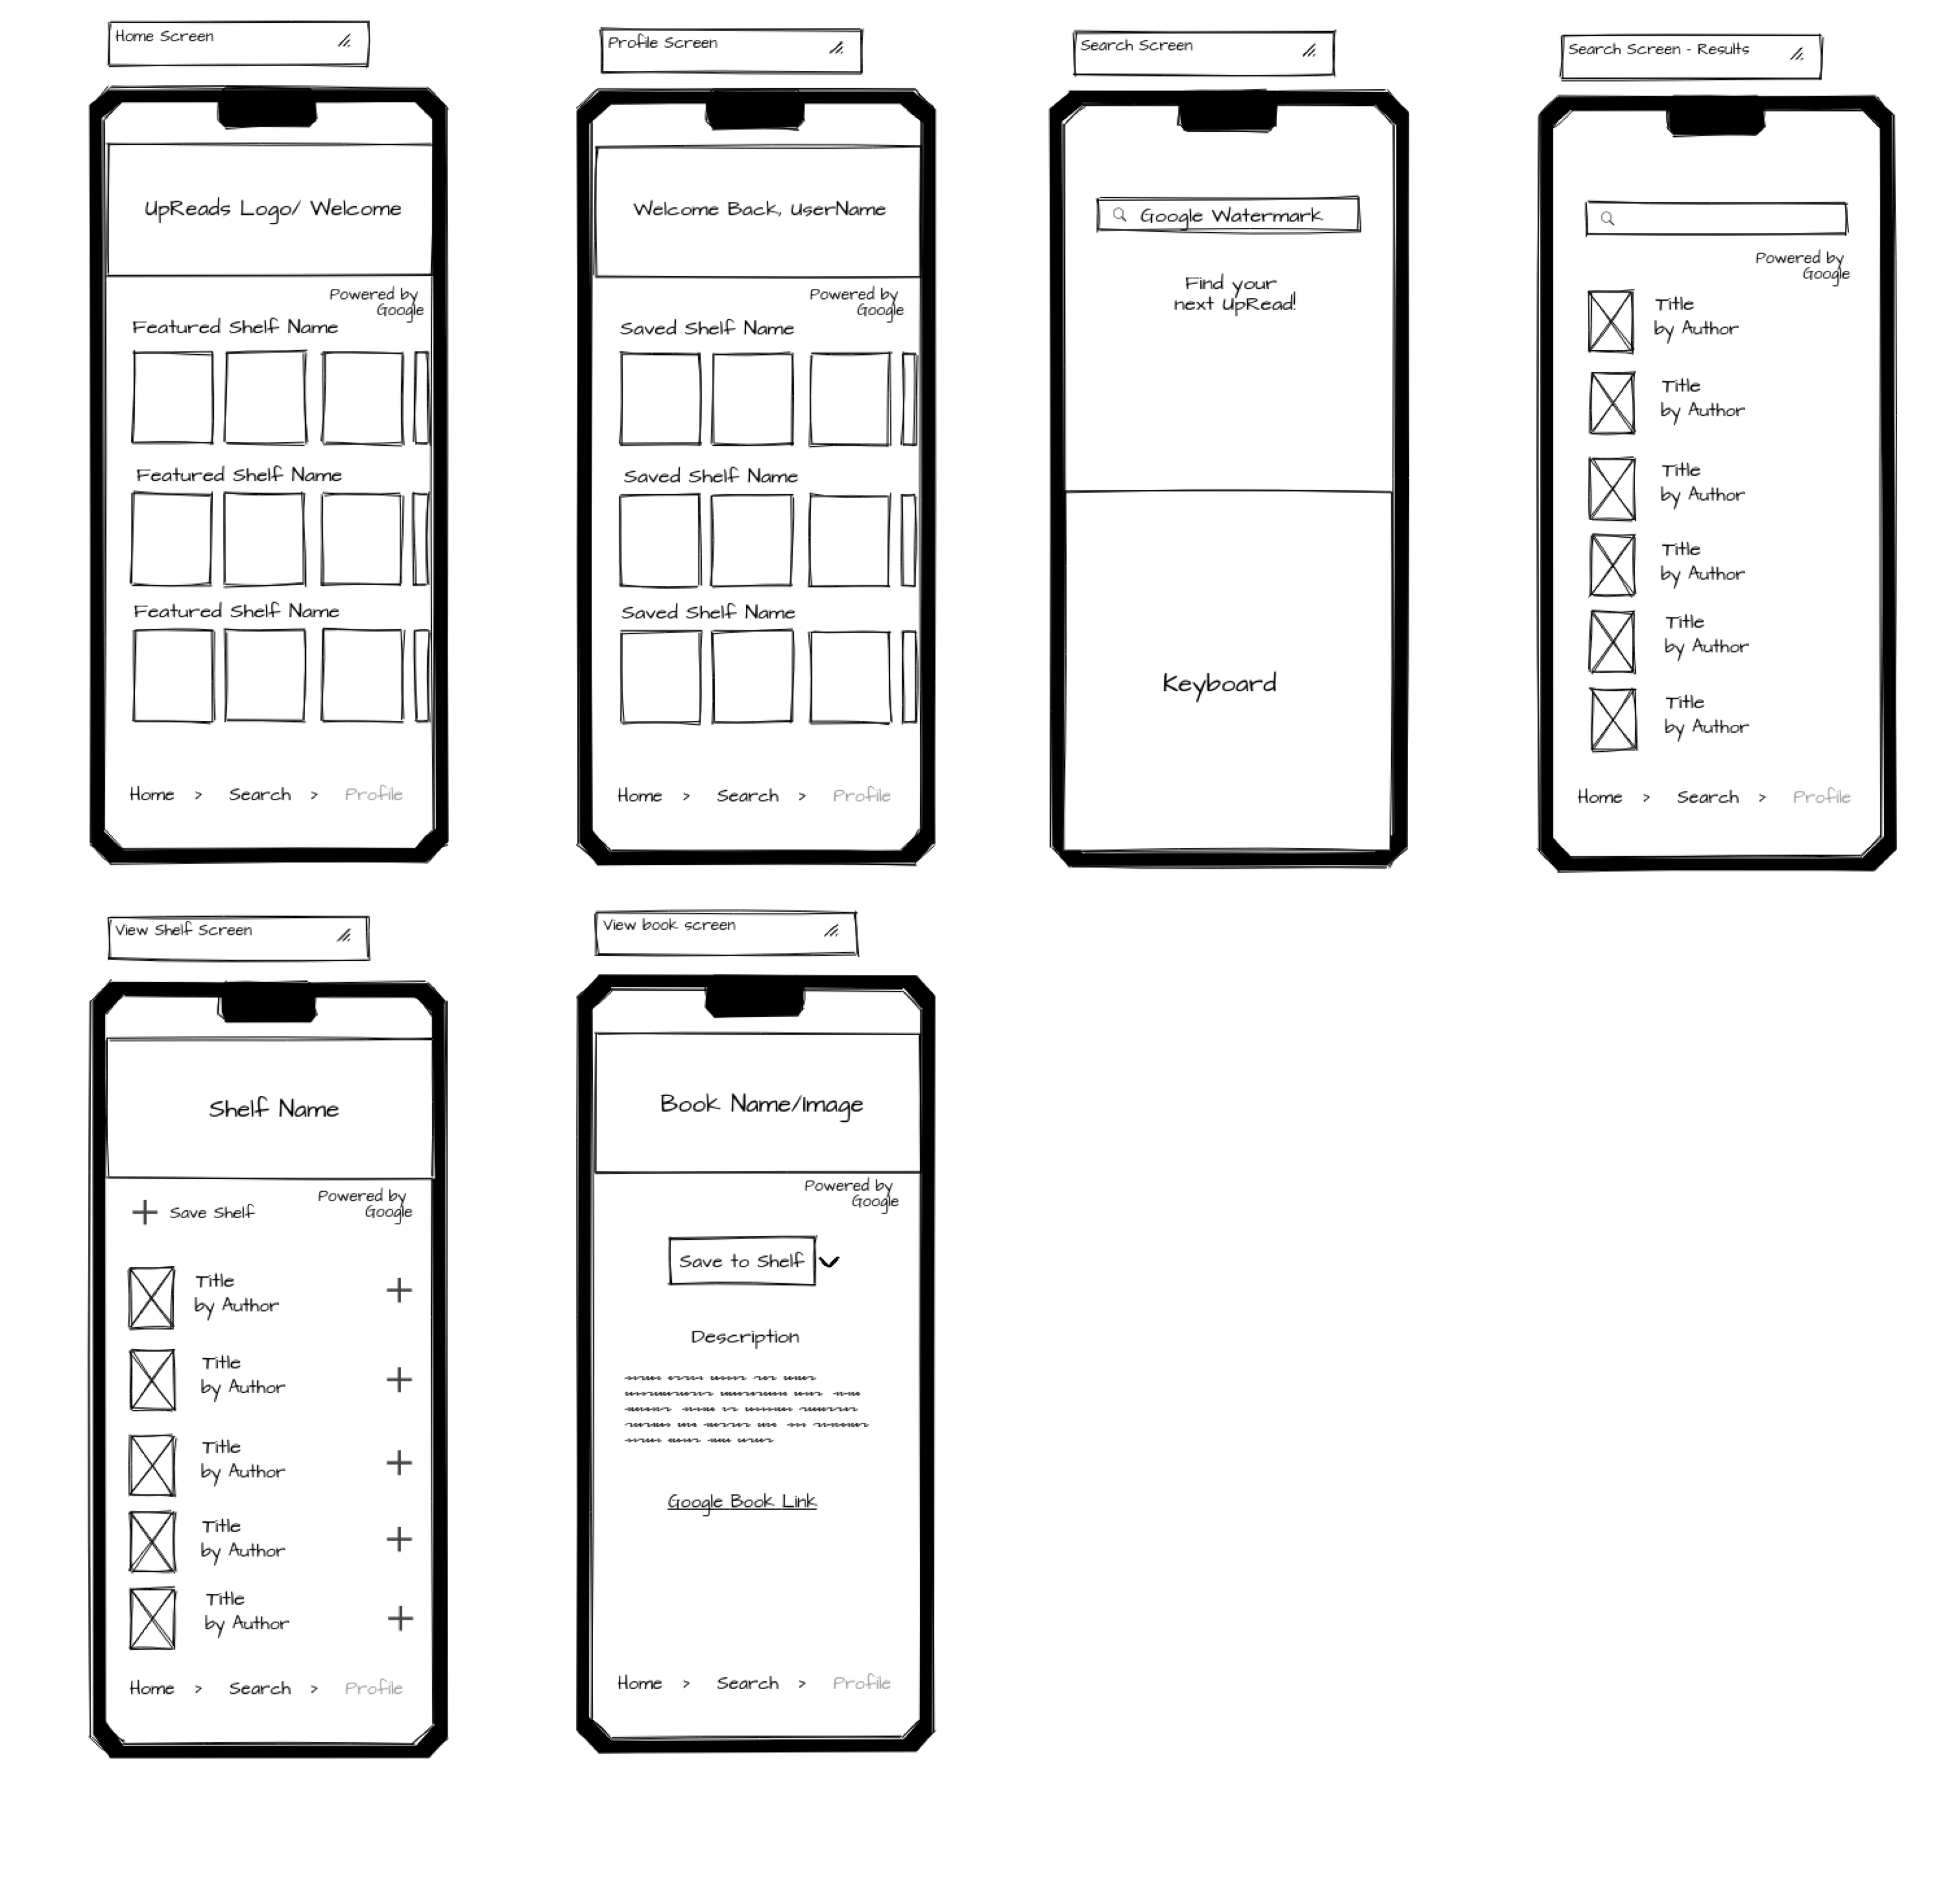 Home Screen
UpReads Logo/ Welcome
Powered by
Google
Featured Shelf Name
Featured Shelf Name
Featured Shelf Name
Home > Search > Profile
Profile Screen
Welcome Back, UserName
Powered by
Google
Saved Shelf Name
Saved Shelf Name
Saved Shelf Name
Home > Search > Profile
Search Screen
Google Watermark
Find your
next UpRead!
Keyboard
Search Screen - Results
Powered by
Google
Title
by Author
Title
by Author
Title
by Author
Title
by Author
Title
by Author
Title
by Author
Home > Search > Profile
View Shelf Screen
Shelf Name
+ Save Shelf
Powered by
Google
Title
by Author
+
Title
by Author
+
Title
by Author
+
Title
by Author
+
Title
by Author
+
Home > Search > Profile
View book screen
Book Name/Image
Powered by
Google
Save to Shelf
Description
Google Book Link
Home > Search > Profile